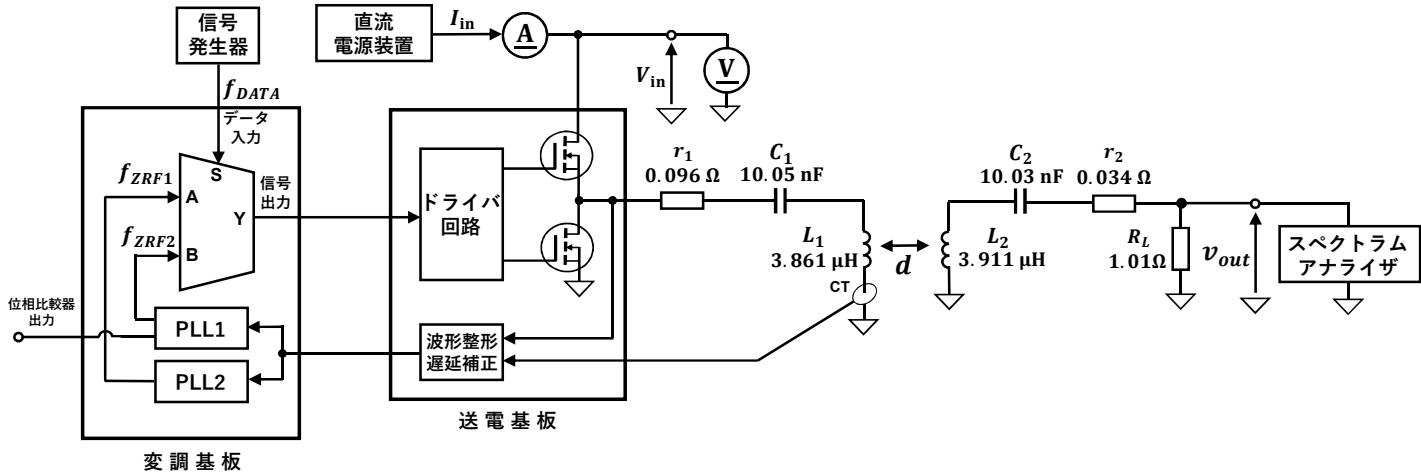 信号
発生器
直流
電源装置
I_in
A
V_in
V
f_DATA
データ
入力
f_ZRF1
S
A
信号
出力
Y
f_ZRF2
B
位相比較器
出力
PLL1
PLL2
変調基板
ドライバ
回路
波形整形
遅延補正
送電基板
r_1
0.096 Ω
C_1
10.05 nF
L_1
3.861 μH
d
CT
C_2
10.03 nF
r_2
0.034 Ω
L_2
3.911 μH
R_L
1.01Ω
v_out
スペクトラム
アナライザ